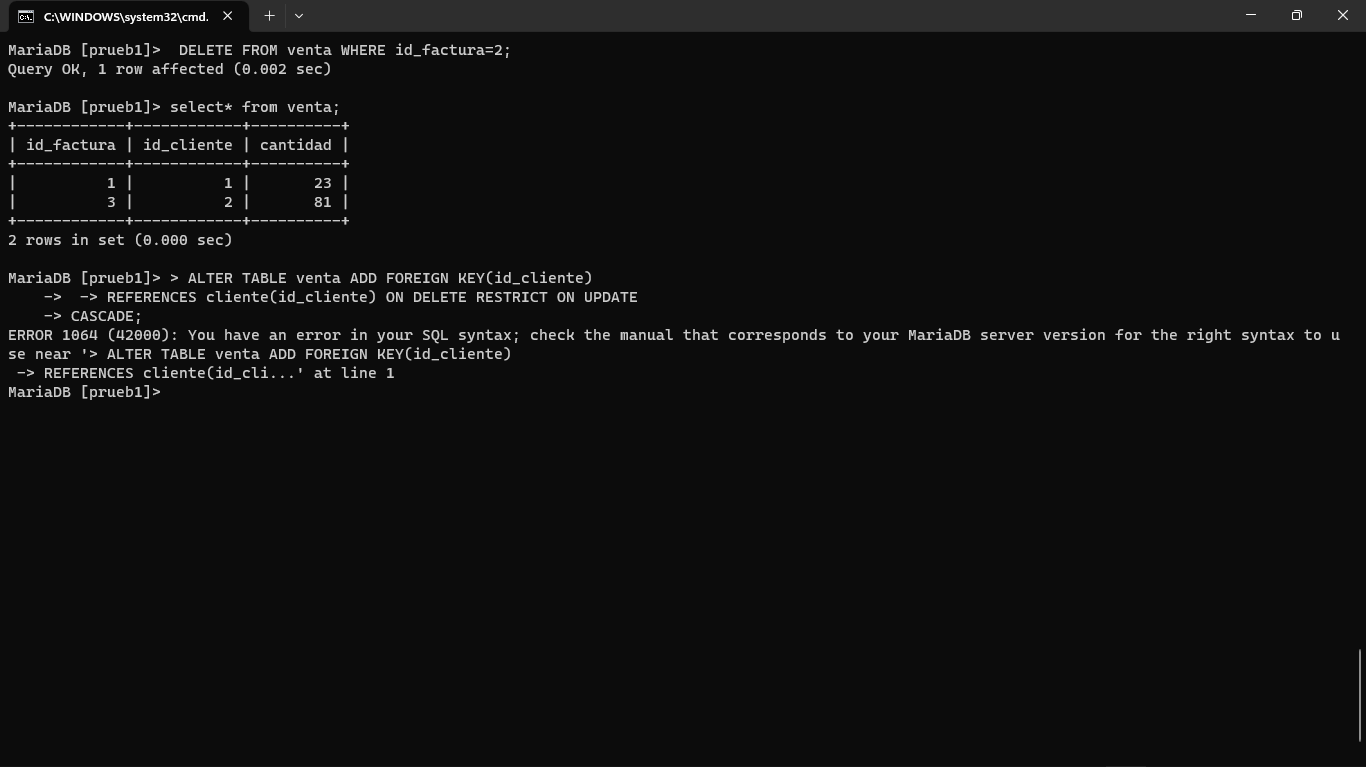 C:\WINDOWS\system32\cmd.
MariaDB [prueb1]>  DELETE FROM venta WHERE id_factura=2;
Query OK, 1 row affected (0.002 sec)
MariaDB [prueb1]> select* from venta;
+------------+------------+----------+
| id_factura | id_cliente | cantidad |
+------------+------------+----------+
|          1 |          1 |       23 |
|          3 |          2 |       81 |
+------------+------------+----------+
2 rows in set (0.000 sec)
MariaDB [prueb1]> > ALTER TABLE venta ADD FOREIGN KEY(id_cliente)
    ->  -> REFERENCES cliente(id_cliente) ON DELETE RESTRICT ON UPDATE
    -> CASCADE;
ERROR 1064 (42000): You have an error in your SQL syntax; check the manual that corresponds to your MariaDB server version for the right syntax to u
se near '> ALTER TABLE venta ADD FOREIGN KEY(id_cliente)
 -> REFERENCES cliente(id_cli...' at line 1
MariaDB [prueb1]>